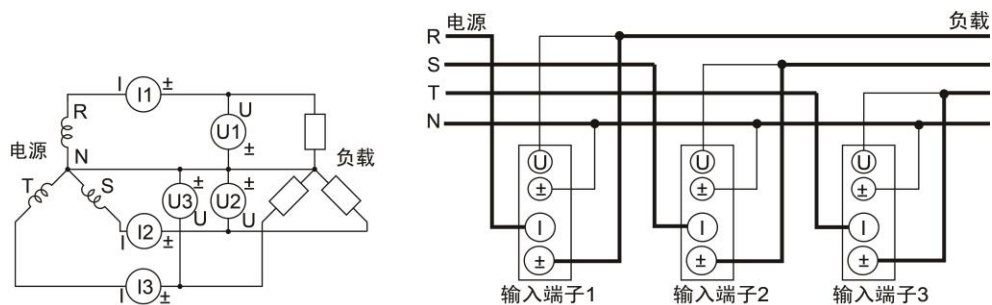 I I1 ±
R U
U1
电源 N ± 负载
T S ± ±
U3 U2
U U
I I2 ±
I I3 ±
电源 负载
R
S
T
N
U U U
± ± ±
I I I
± ± ±
输入端子1 输入端子2 输入端子3